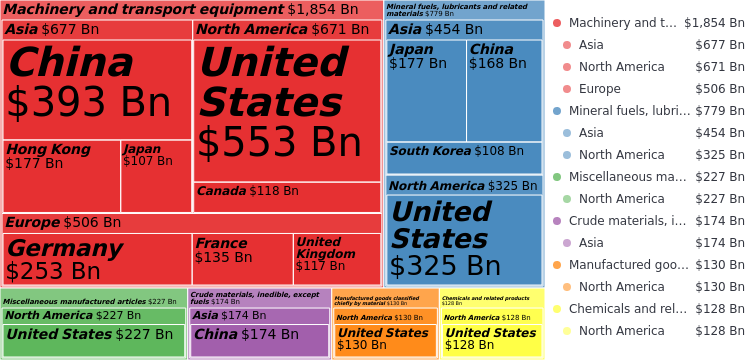 Machinery and transport equipment $1,854 Bn
Asia $677 Bn
China
$393 Bn
Hong Kong
$177 Bn
Japan
$107 Bn
North America $671 Bn
United
States
$553 Bn
Canada $118 Bn
Europe $506 Bn
Germany
$253 Bn
France
$135 Bn
United
Kingdom
$117 Bn
Mineral fuels, lubricants and related
materials $779 Bn
Asia $454 Bn
Japan
$177 Bn
China
$168 Bn
South Korea $108 Bn
North America $325 Bn
United
States
$325 Bn
Miscellaneous manufactured articles $227 Bn
North America $227 Bn
United States $227 Bn
Crude materials, inedible, except
fuels $174 Bn
Asia $174 Bn
China $174 Bn
Manufactured goods classified
chiefly by material $130 Bn
North America $130 Bn
United States
$130 Bn
Chemicals and related products
$128 Bn
North America $128 Bn
United States
$128 Bn
Machinery and t... $1,854 Bn
Asia $677 Bn
North America $671 Bn
Europe $506 Bn
Mineral fuels, lubri... $779 Bn
Asia $454 Bn
North America $325 Bn
Miscellaneous ma... $227 Bn
North America $227 Bn
Crude materials, i... $174 Bn
Asia $174 Bn
Manufactured goo... $130 Bn
North America $130 Bn
Chemicals and rel... $128 Bn
North America $128 Bn